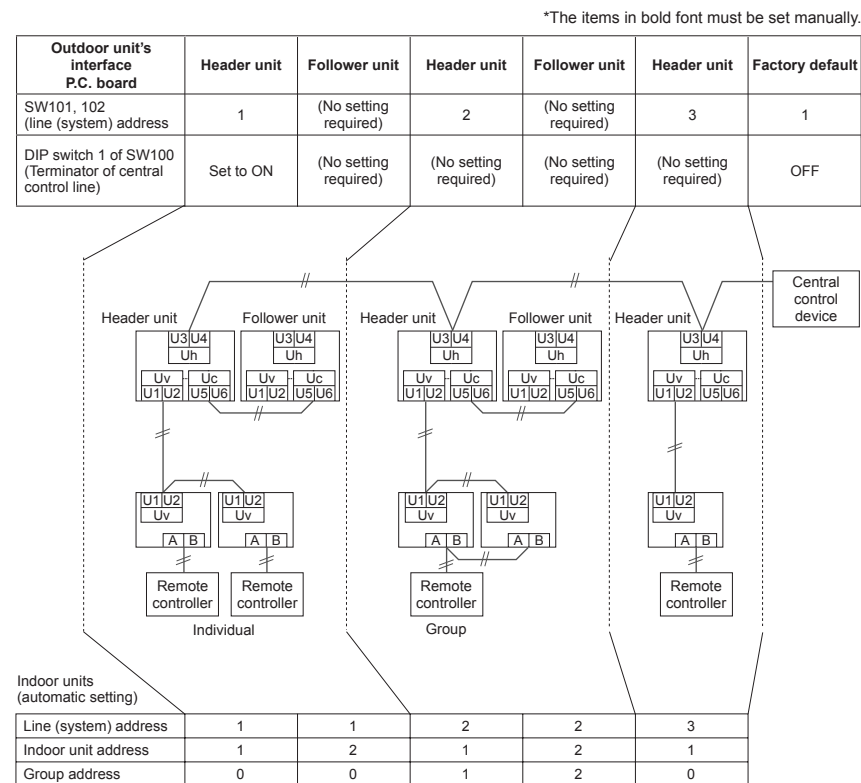 *The items in bold font must be set manually.
Outdoor unit's
interface
P.C. board
Header unit
Follower unit
Header unit
Follower unit
Header unit
Factory default
SW101, 102
(line (system) address
1
(No setting
required)
2
(No setting
required)
3
1
DIP switch 1 of SW100
(Terminator of central
control line)
Set to ON
(No setting
required)
(No setting
required)
(No setting
required)
(No setting
required)
OFF
Central
control
device
Header unit
Follower unit
Header unit
Follower unit
Header unit
U3 U4
Uh
Uv
Uc
U1 U2
U5 U6
U3 U4
Uh
Uv
Uc
U1 U2
U5 U6
U3 U4
Uh
Uv
Uc
U1 U2
U5 U6
U3 U4
Uh
Uv
Uc
U1 U2
U5 U6
U3 U4
Uh
Uv
Uc
U1 U2
U5 U6
U1 U2
Uv
A B
U1 U2
Uv
A B
U1 U2
Uv
A B
U1 U2
Uv
A B
U1 U2
Uv
A B
Remote
controller
Remote
controller
Individual
Remote
controller
Group
Remote
controller
Indoor units
(automatic setting)
Line (system) address 1 1 2 2 3
Indoor unit address 1 2 1 2 1
Group address 0 0 1 2 0